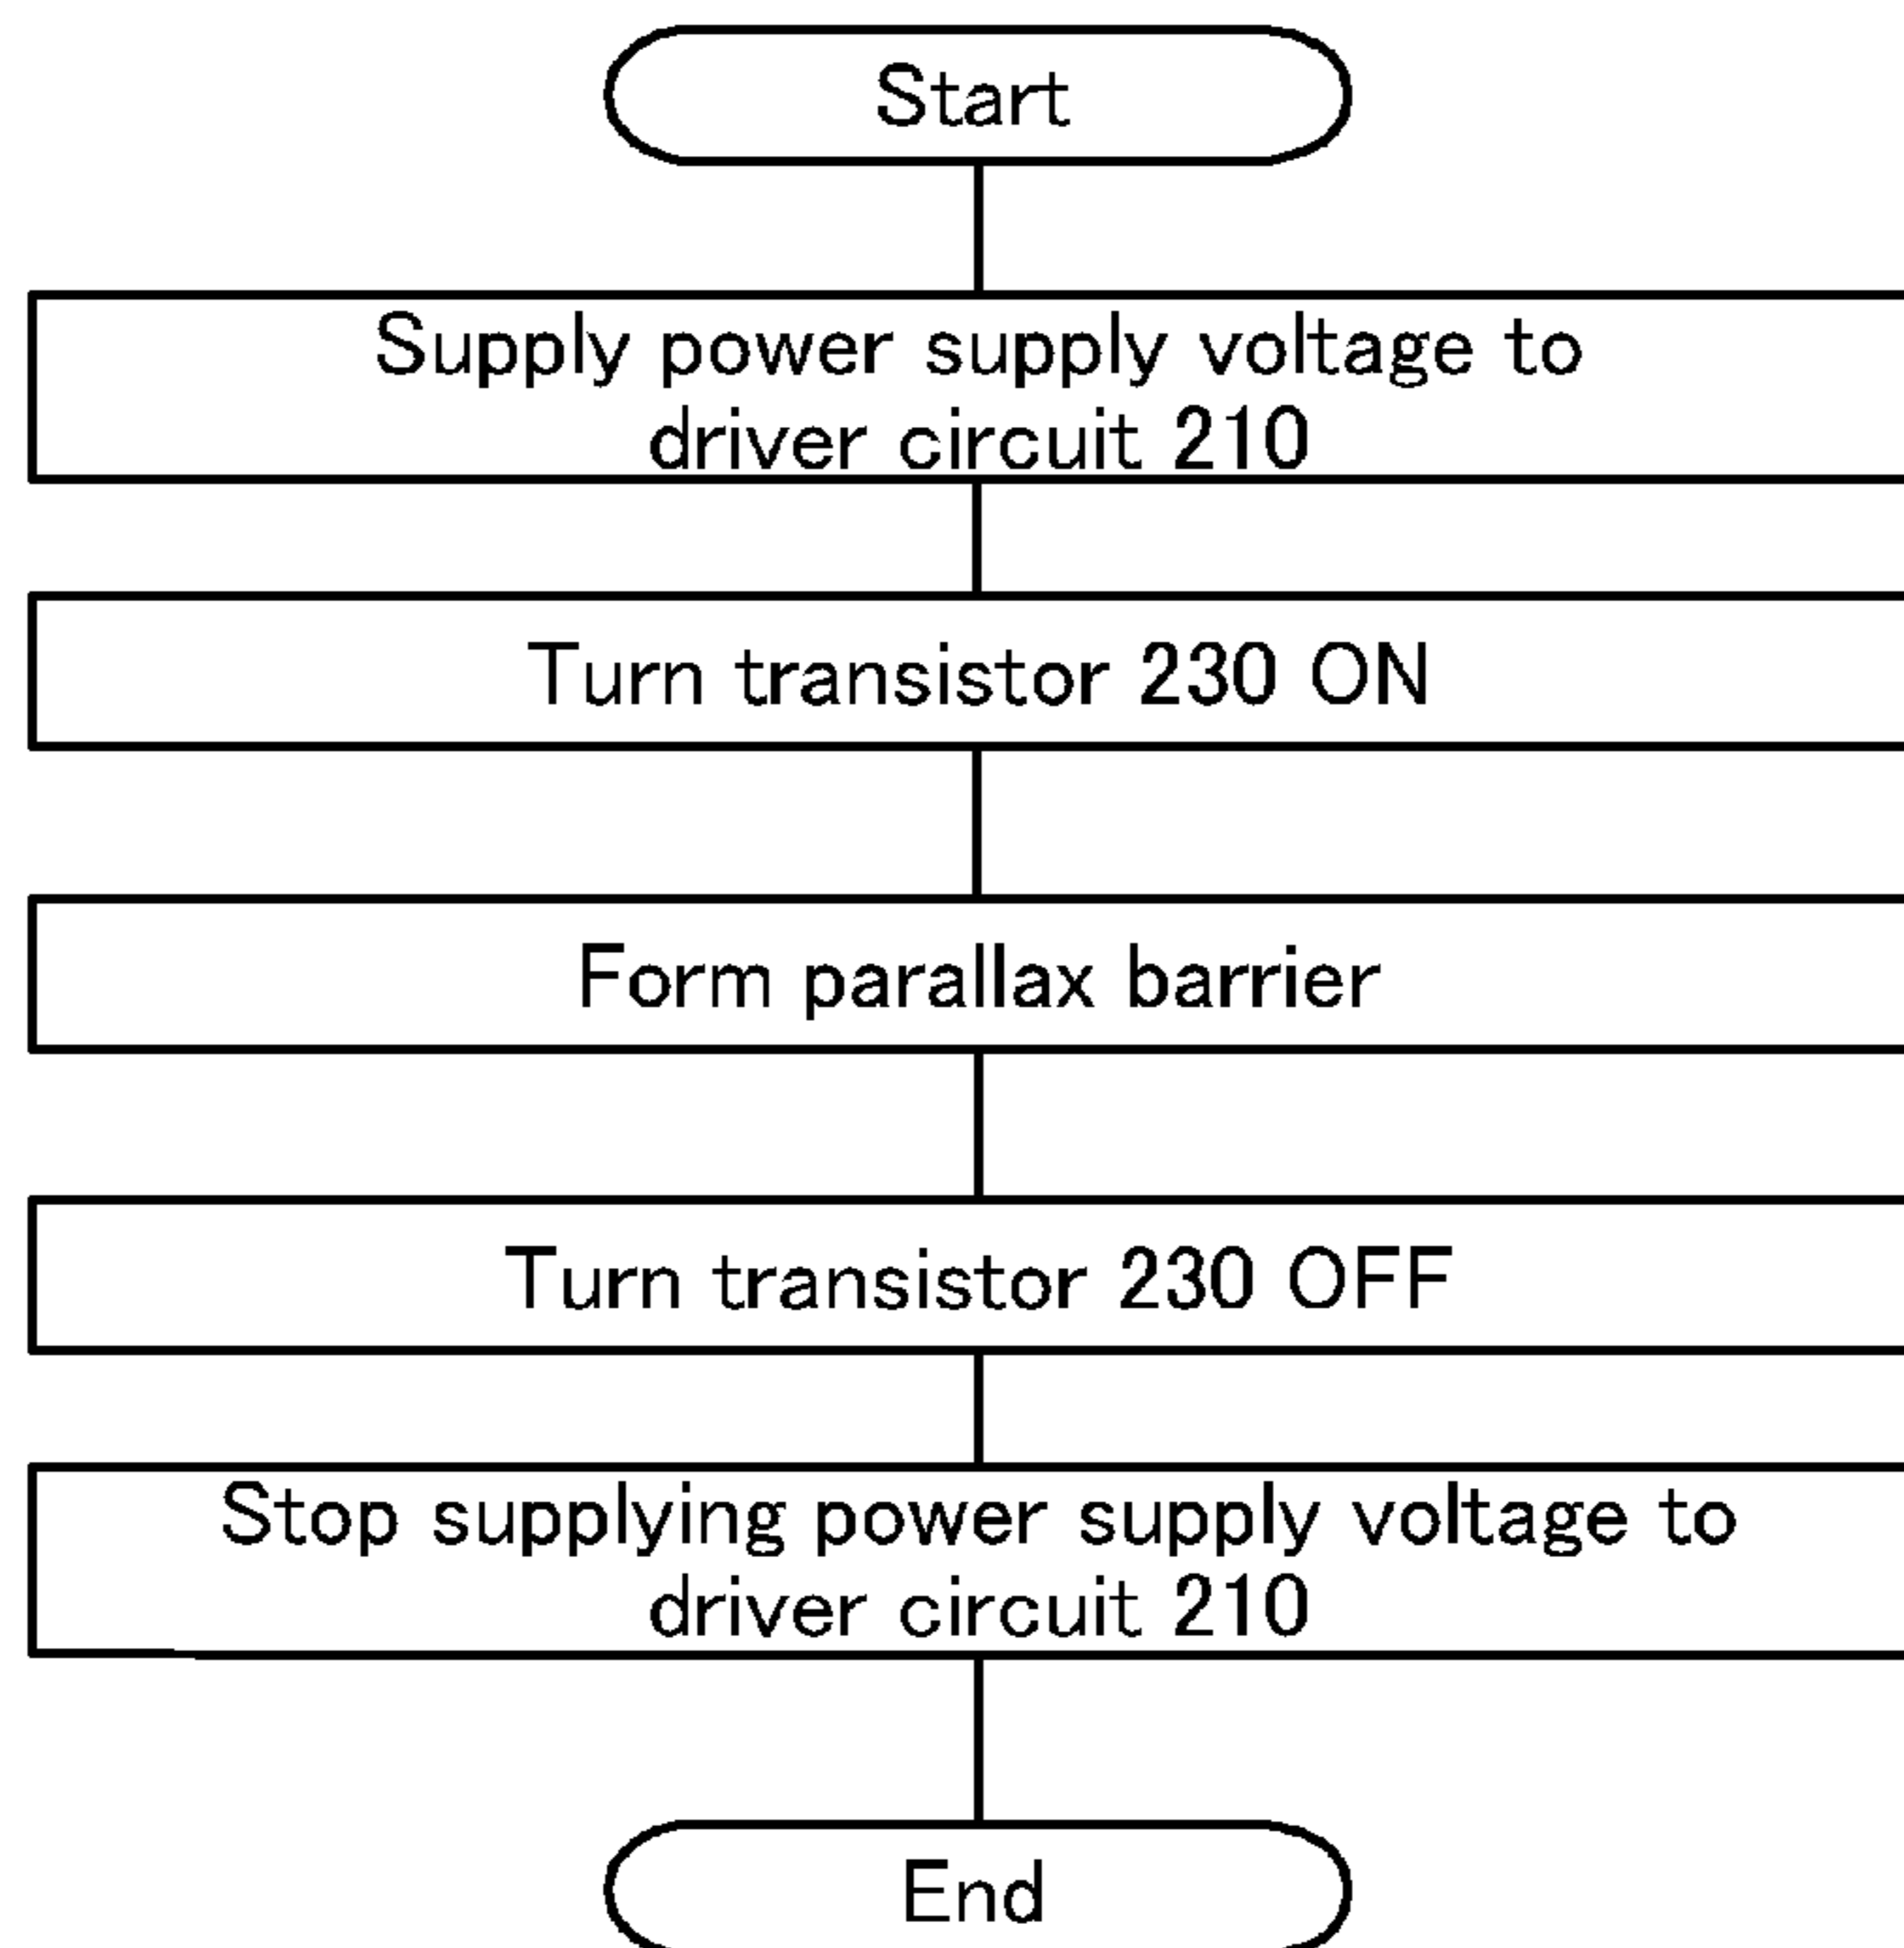 Start
Supply power supply voltage to
driver circuit 210
Turn transistor 230 ON
Form parallax barrier
Turn transistor 230 OFF
Stop supplying power supply voltage to
driver circuit 210
End